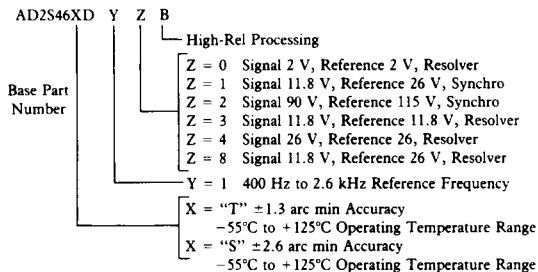 AD2S46XD Y Z B
High-Rel Processing
Z = 0 Signal 2 V, Reference 2 V, Resolver
Z = 1 Signal 11.8 V, Reference 26 V, Synchro
Z = 2 Signal 90 V, Reference 115 V, Synchro
Z = 3 Signal 11.8 V, Reference 11.8 V, Resolver
Z = 4 Signal 26 V, Reference 26, Resolver
Z = 8 Signal 11.8 V, Reference 26 V, Resolver
Base Part
Number
Y = 1 400 Hz to 2.6 kHz Reference Frequency
X = “T” ±1.3 arc min Accuracy
−55°C to +125°C Operating Temperature Range
X = “S” ±2.6 arc min Accuracy
−55°C to +125°C Operating Temperature Range